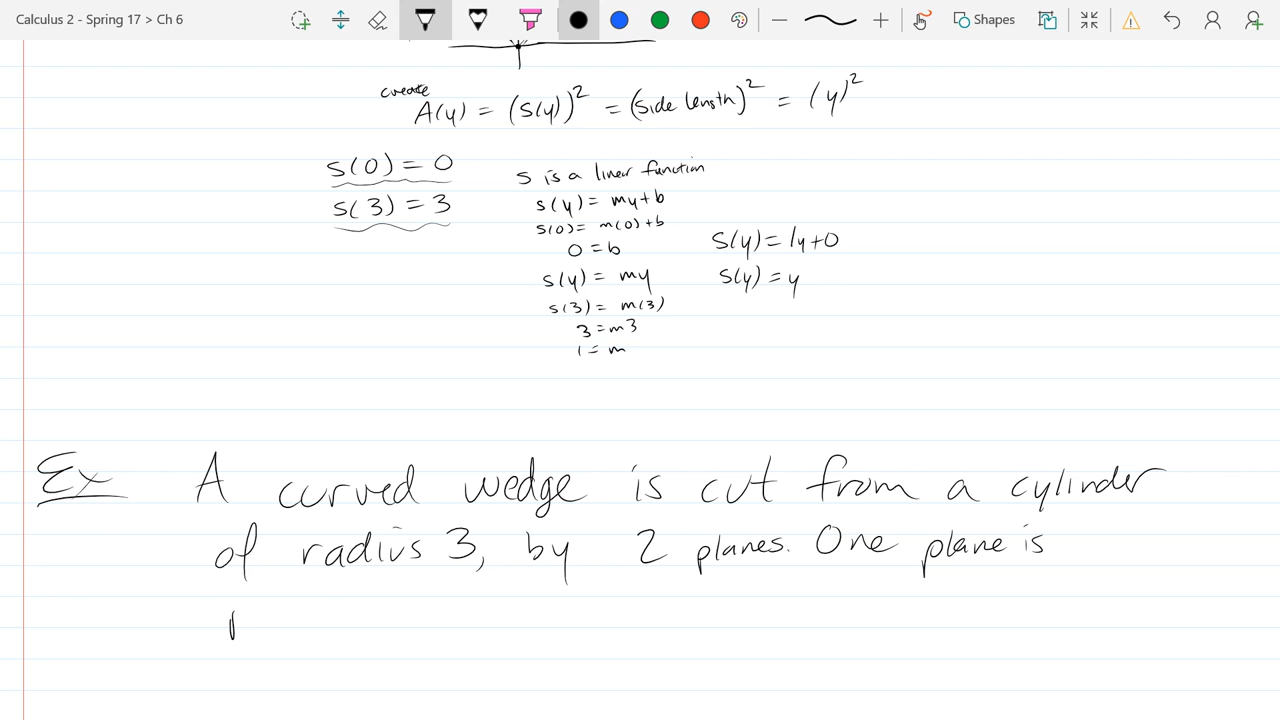 Calculus 2 - Spring 17 > Ch 6
Shapes
create
A(y) = (s(y))² = (side length)² = (y)²
s(0) = 0
s(3) = 3
s is a linear function
s(y) = my+b
s(0) = m(0)+b
0 = b
s(y) = my
s(3) = m(3)
3 = m3
1 = m
s(y) = 1y+0
s(y) = y
Ex A curved wedge is cut from a cylinder
of radius 3, by 2 planes. One plane is